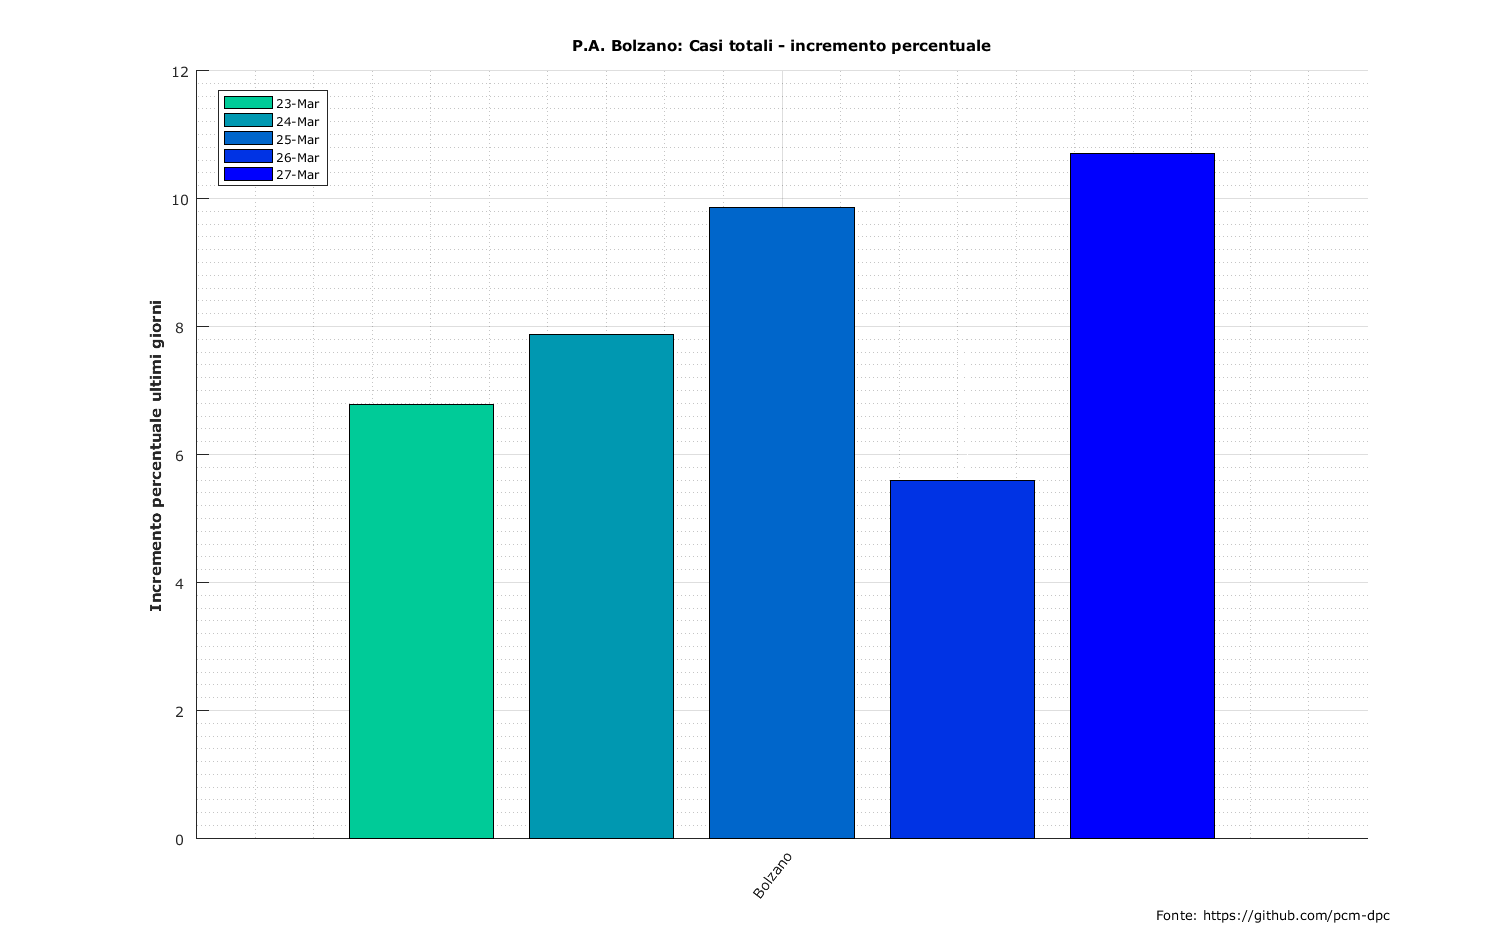 P.A. Bolzano: Casi totali - incremento percentuale
12
10
8
6
4
2
0
23-Mar
24-Mar
25-Mar
26-Mar
27-Mar
Incremento percentuale ultimi giorni
Bolzano
Fonte: https://github.com/pcm-dpc